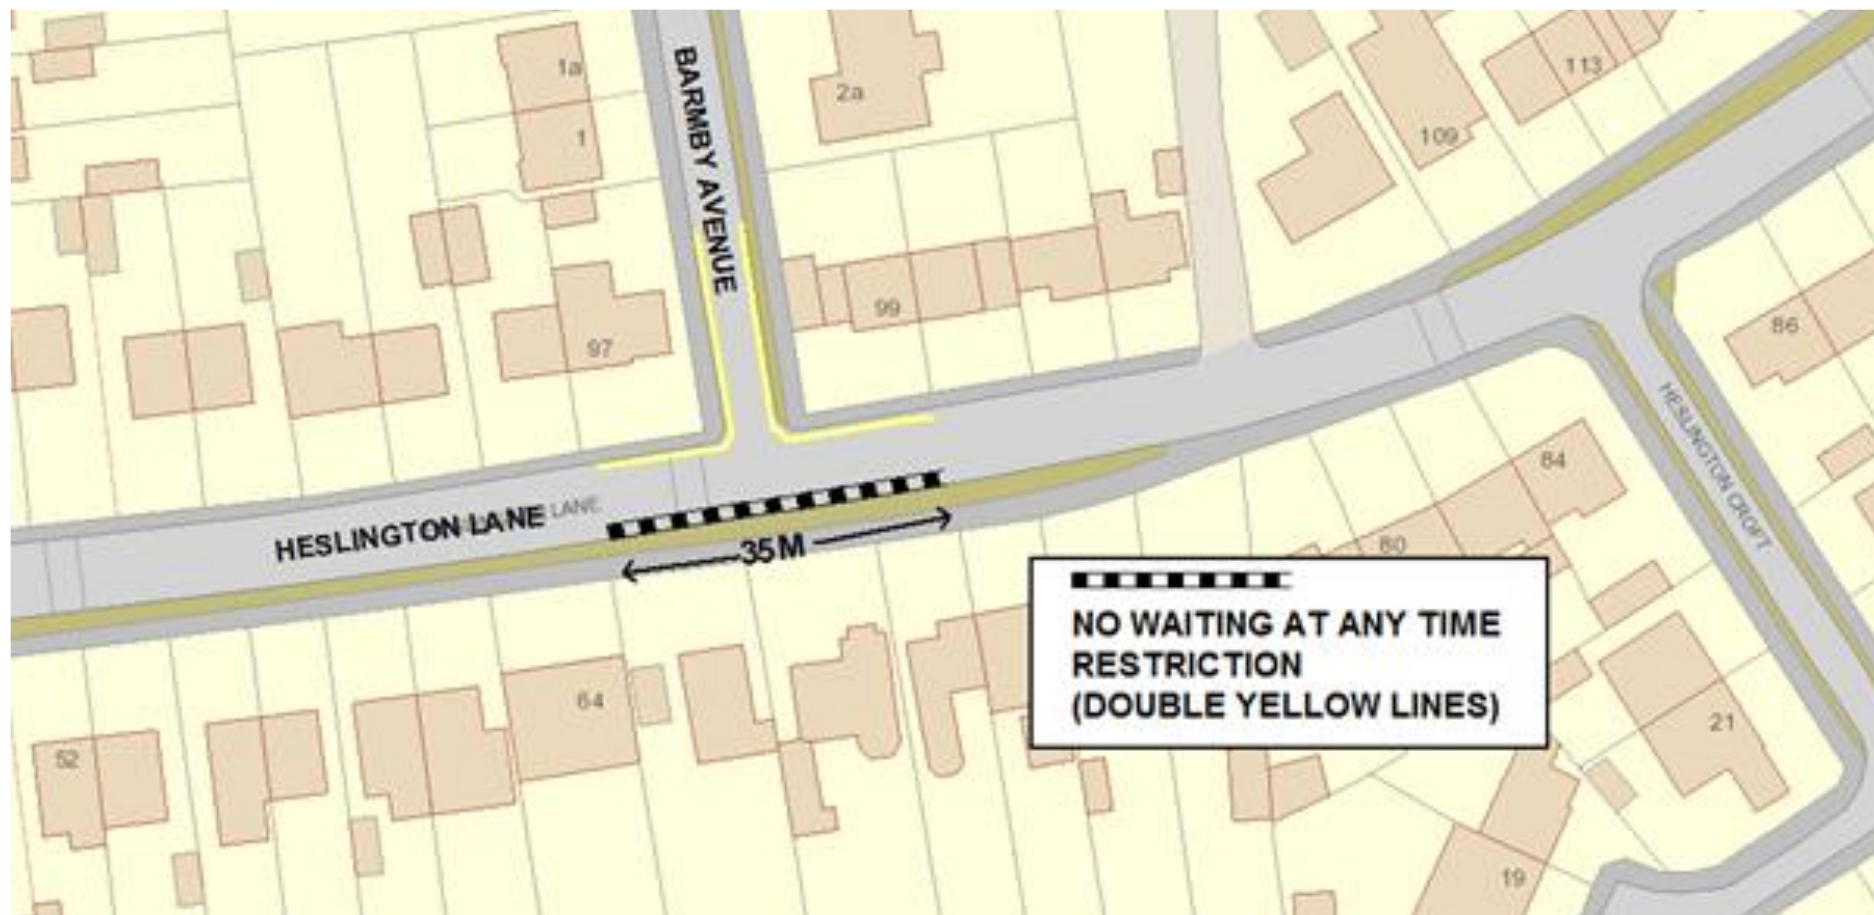 1a
1
BARMBY AVENUE
2a
109
113
99
97
86
HESLINGTON LANE
LANE
35M
HESLINGTON CROFT
84
80
64
52
21
19
NO WAITING AT ANY TIME
RESTRICTION
(DOUBLE YELLOW LINES)